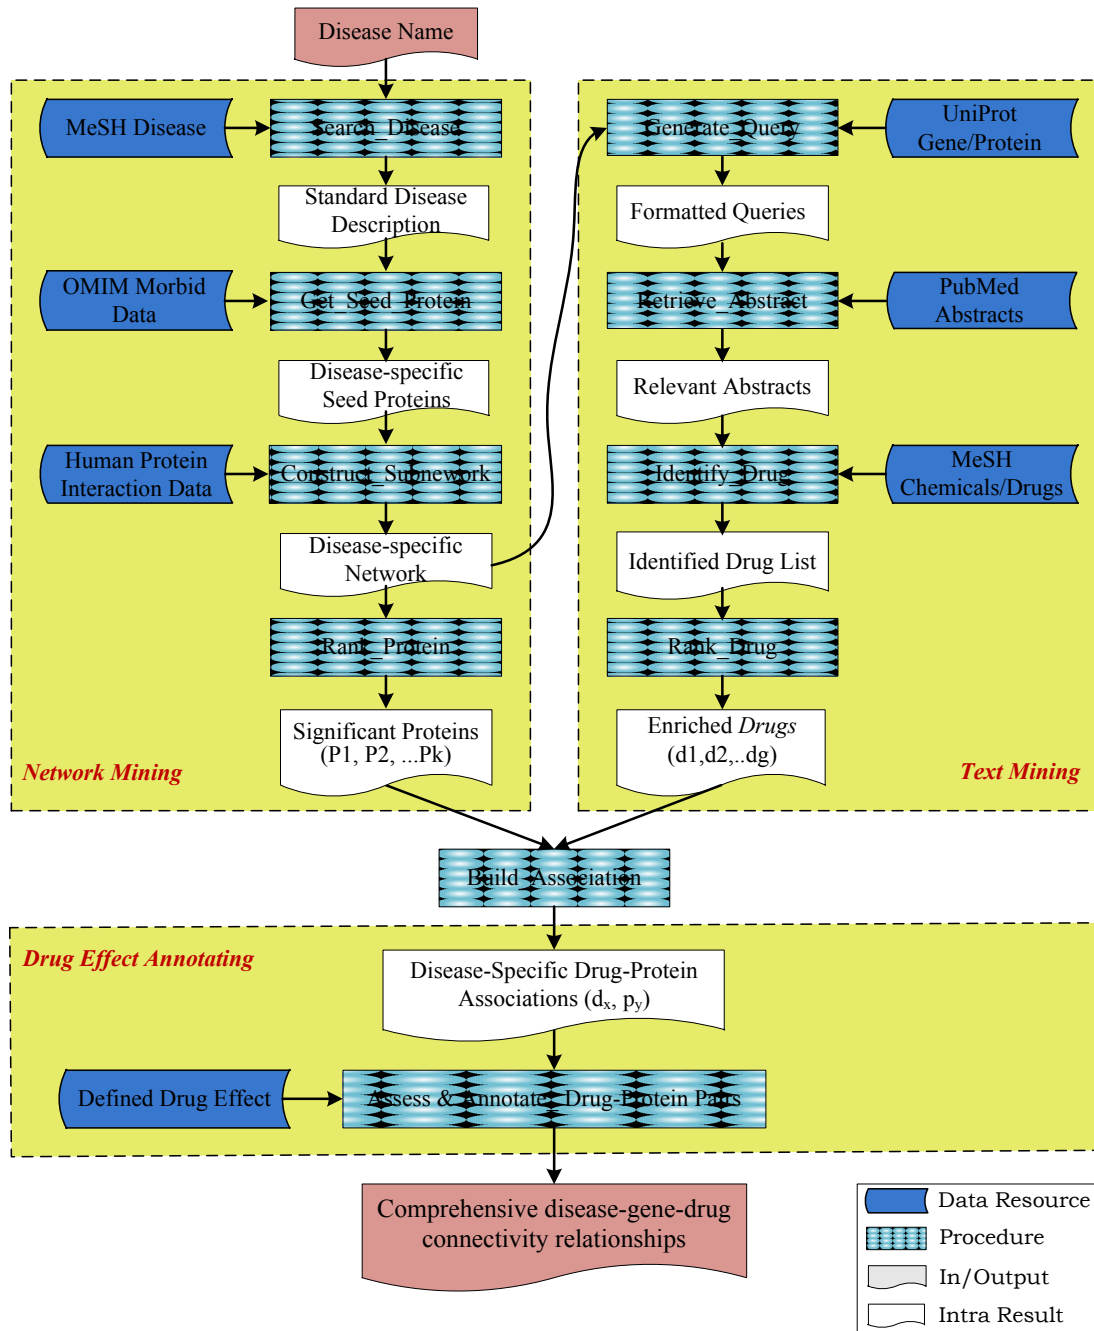 Disease Name
MeSH Disease
Search_Disease
Standard Disease
Description
OMIM Morbid
Data
Get_Seed_Protein
Disease-specific
Seed Proteins
Human Protein
Interaction Data
Construct_Subnework
Disease-specific
Network
Rank_Protein
Significant Proteins
(P1, P2, ...Pk)
Network Mining
Generate_Query
UniProt
Gene/Protein
Formatted Queries
Retrieve_Abstract
PubMed
Abstracts
Relevant Abstracts
Identify_Drug
MeSH
Chemicals/Drugs
Identified Drug List
Rank_Drug
Enriched Drugs
(d1,d2,..dg)
Text Mining
Build_Association
Drug Effect Annotating
Disease-Specific Drug-Protein
Associations (dx, py)
Defined Drug Effect
Assess & Annotate_Drug-Protein Pairs
Comprehensive disease-gene-drug
connectivity relationships
Data Resource
Procedure
In/Output
Intra Result